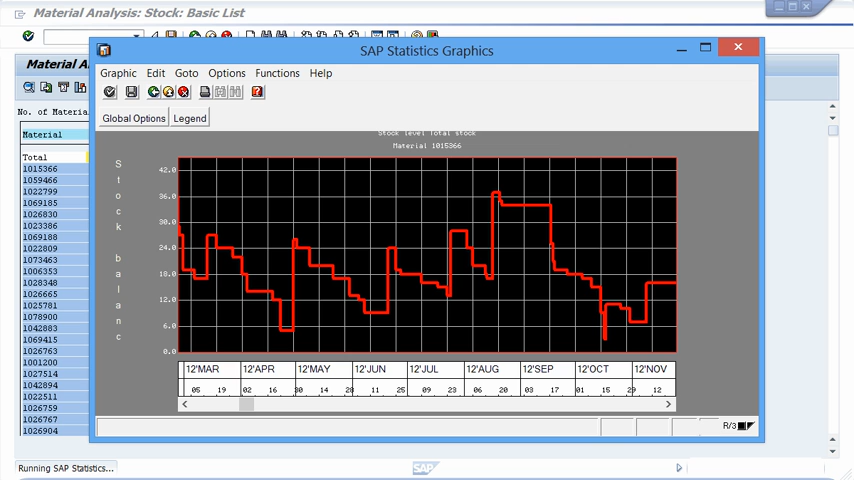 Material Analysis: Stock: Basic List
SAP Statistics Graphics
Graphic Edit Goto Options Functions Help
Global Options Legend
Material A
No. of Materia
Material
Total
1015366
1059466
1022799
1069185
1026830
1023386
1069188
1022809
1073463
1006353
1028348
1026665
1025781
1078900
1042883
1069415
1026763
1001200
1027514
1042894
1022511
1026759
1026767
1026904
Stock level Total stock
Material 1015366
Stock balanc
42.0
36.0
30.0
24.0
18.0
12.0
6.0
0.0
12'MAR 12'APR 12'MAY 12'JUN 12'JUL 12'AUG 12'SEP 12'OCT 12'NOV
05 19 02 16 30 14 28 11 25 09 23 06 20 03 17 01 15 29 12
R/3
Running SAP Statistics...
SAP